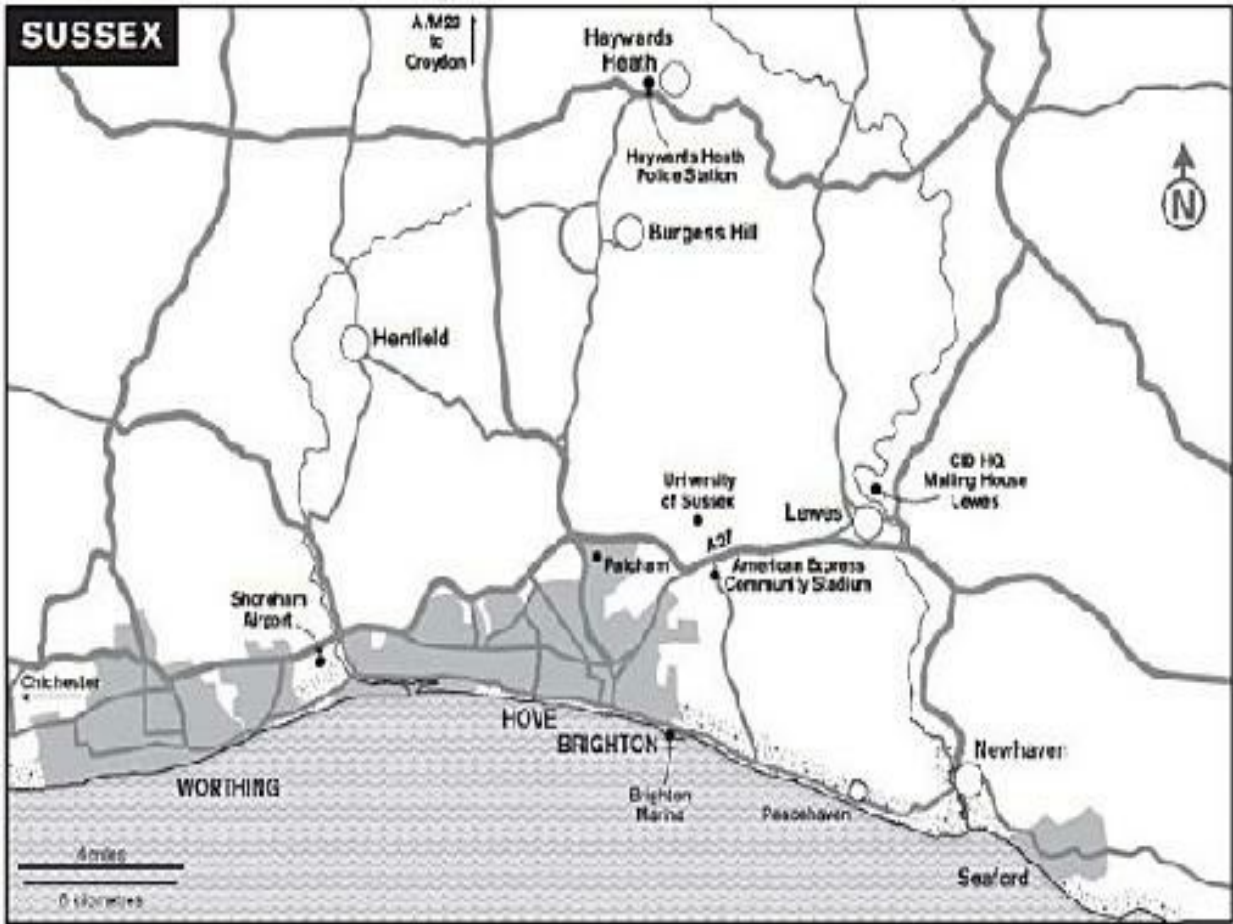 SUSSEX
A/M23
to
Croydon
Haywards
Heath
Haywards Heath
Police Station
N
Burgess Hill
Henfield
CID HQ
Malling House
Lewes
University
of Sussex
Lewes
A27
Patcham
American Express
Community Stadium
Shoreham
Airport
Chichester
HOVE
BRIGHTON
Newhaven
WORTHING
Brighton
Marina
Peacehaven
4 miles
Seaford
6 kilometres